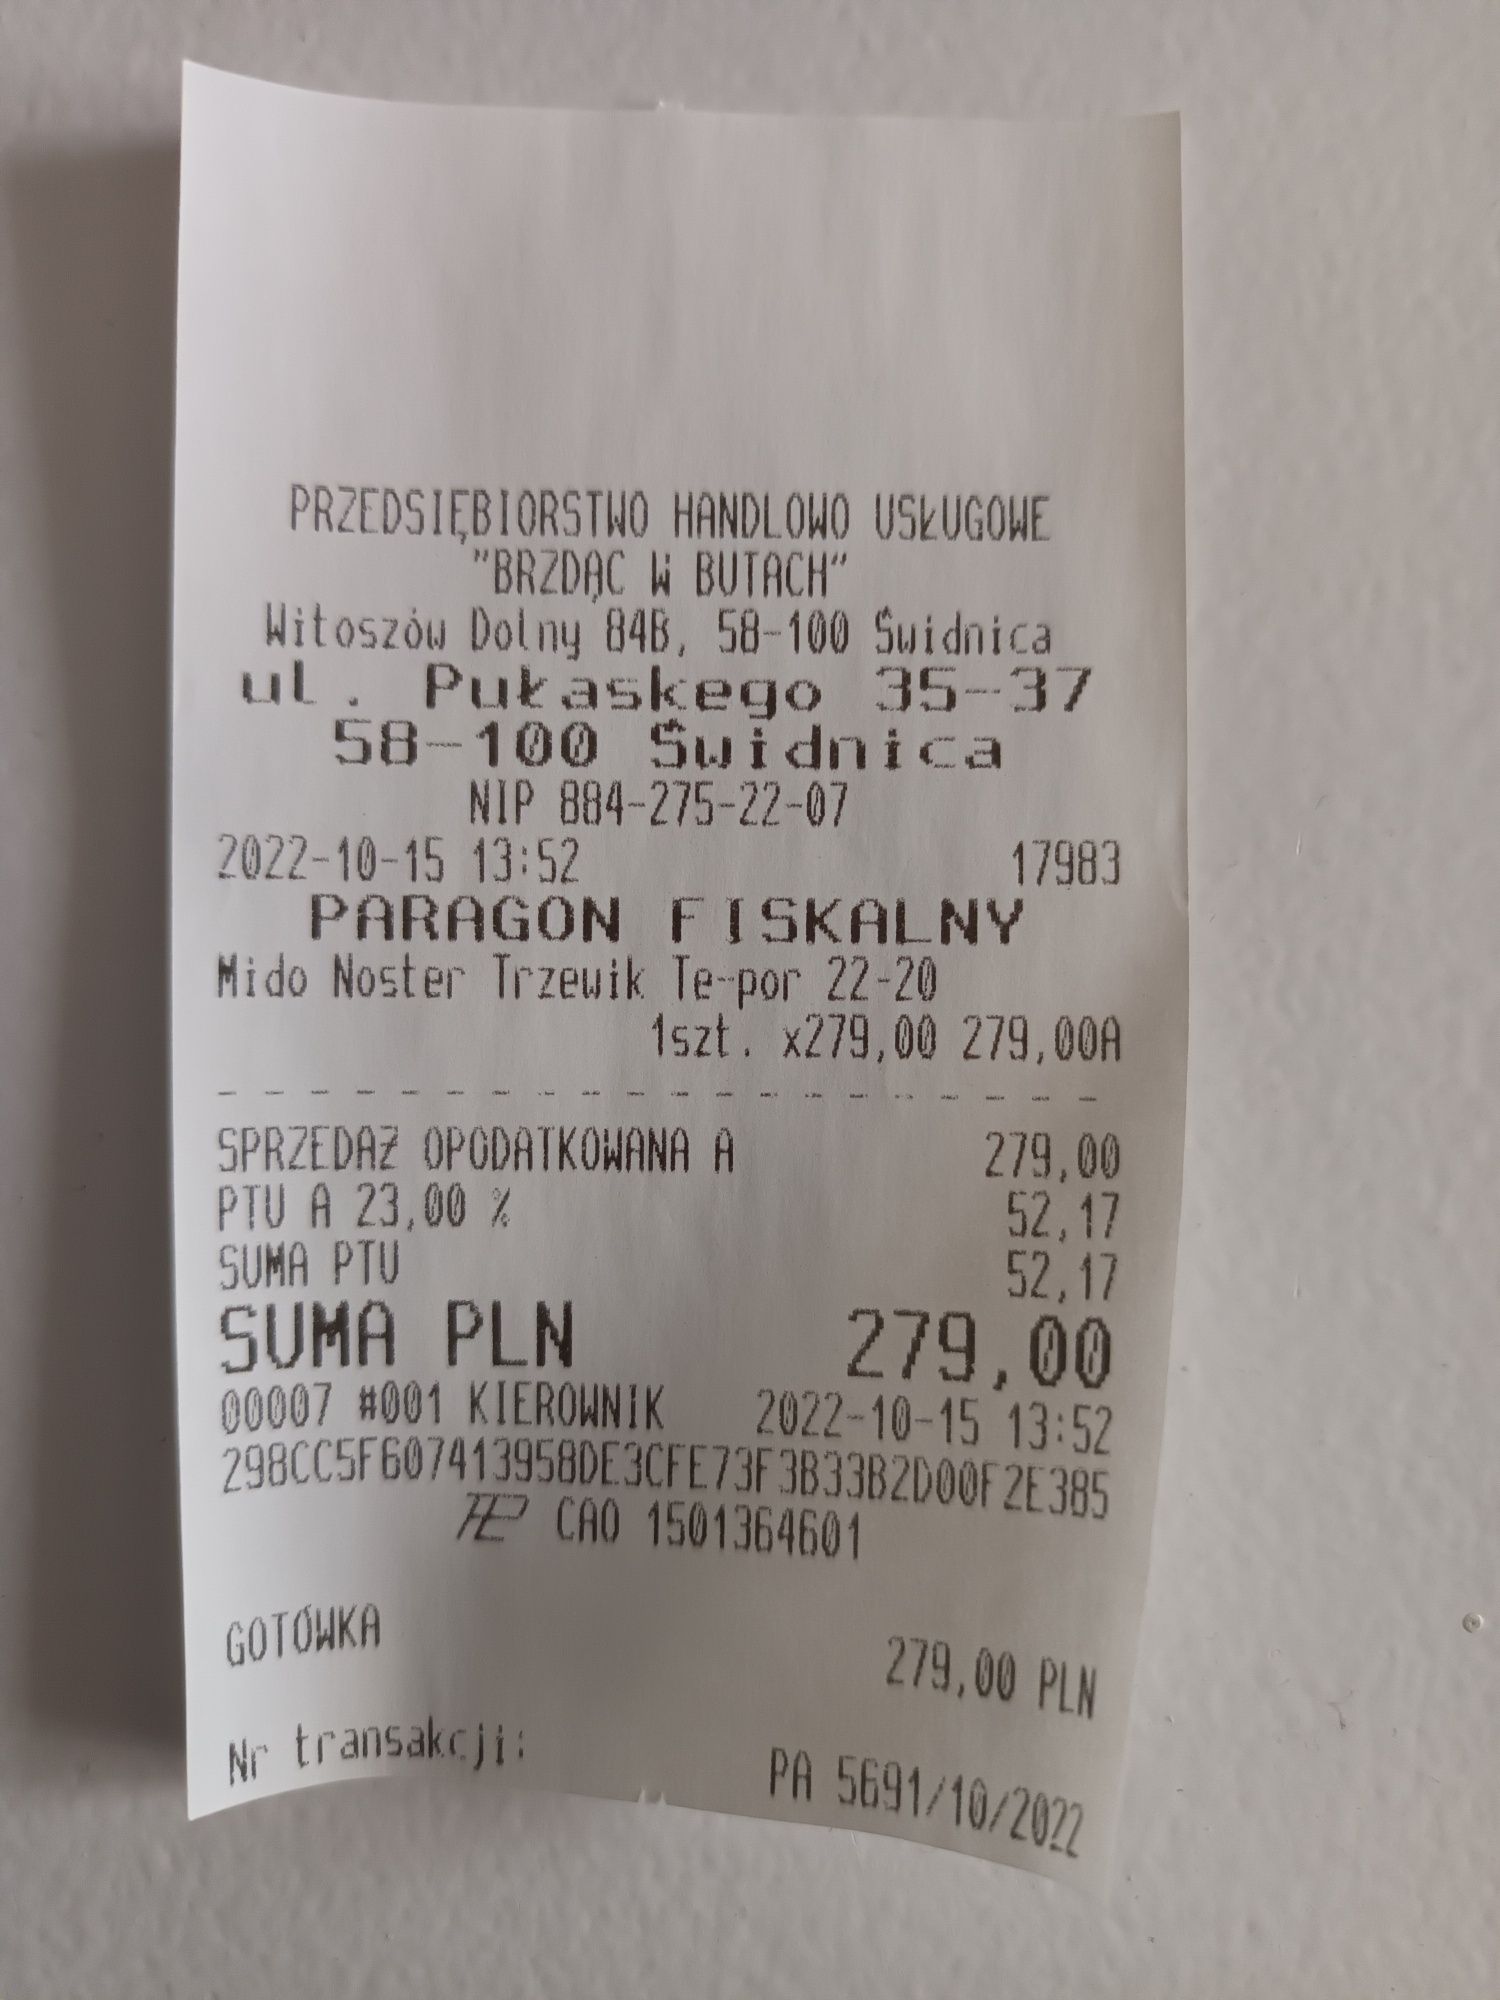 PRZEDSIĘBIORSTWO HANDLOWO USŁUGOWE
"BRZDĄC W BUTACH"
Witoszów Dolny 84B, 58-100 Świdnica
ul. Pułaskego 35-37
58-100 Świdnica
NIP 884-275-22-07
2022-10-15 13:52 17983
PARAGON FISKALNY
Mido Noster Trzewik Te-por 22-20
1szt. x279,00 279,00A
SPRZEDAŻ OPODATKOWANA A 279,00
PTU A 23,00 % 52,17
SUMA PTU 52,17
SUMA PLN 279,00
00007 #001 KIEROWNIK 2022-10-15 13:52
298CC5F607413958DE3CFE73F3B33B2D00F2E385
CAO 1501364601
GOTÓWKA 279,00 PLN
Nr transakcji: PA 5691/10/2022